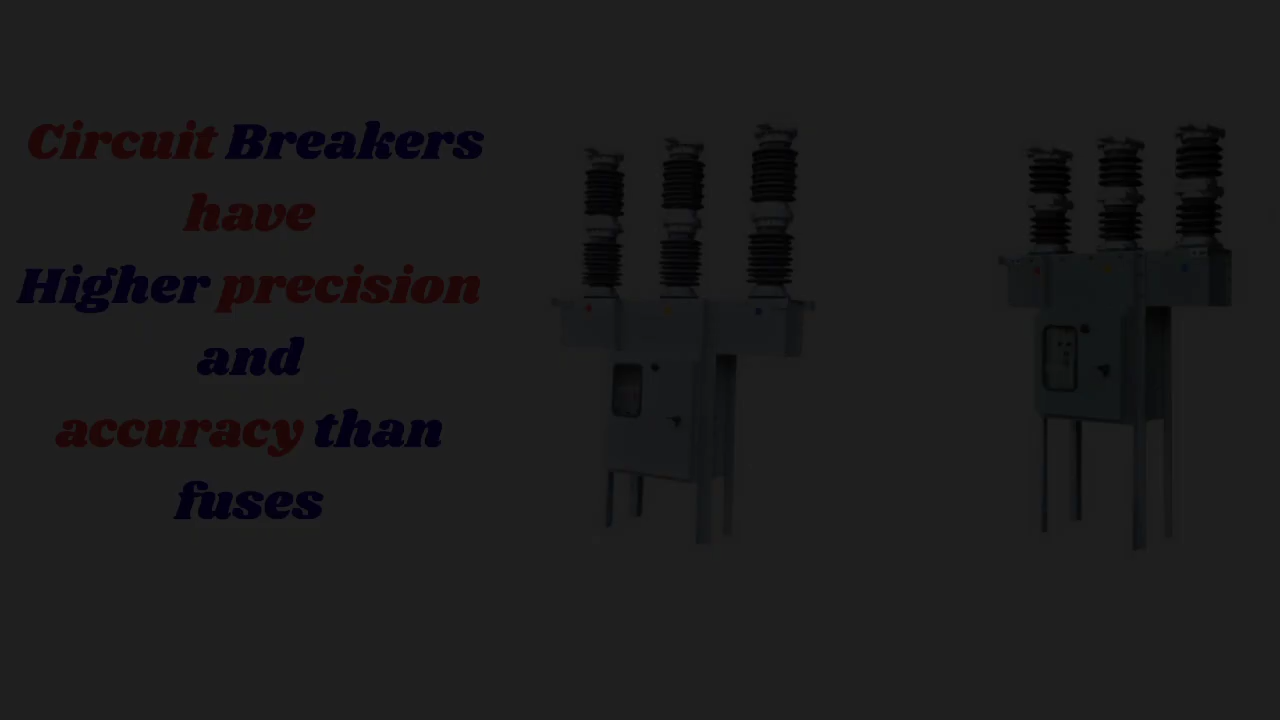 Circuit Breakers
have
Higher precision
and
accuracy than
fuses